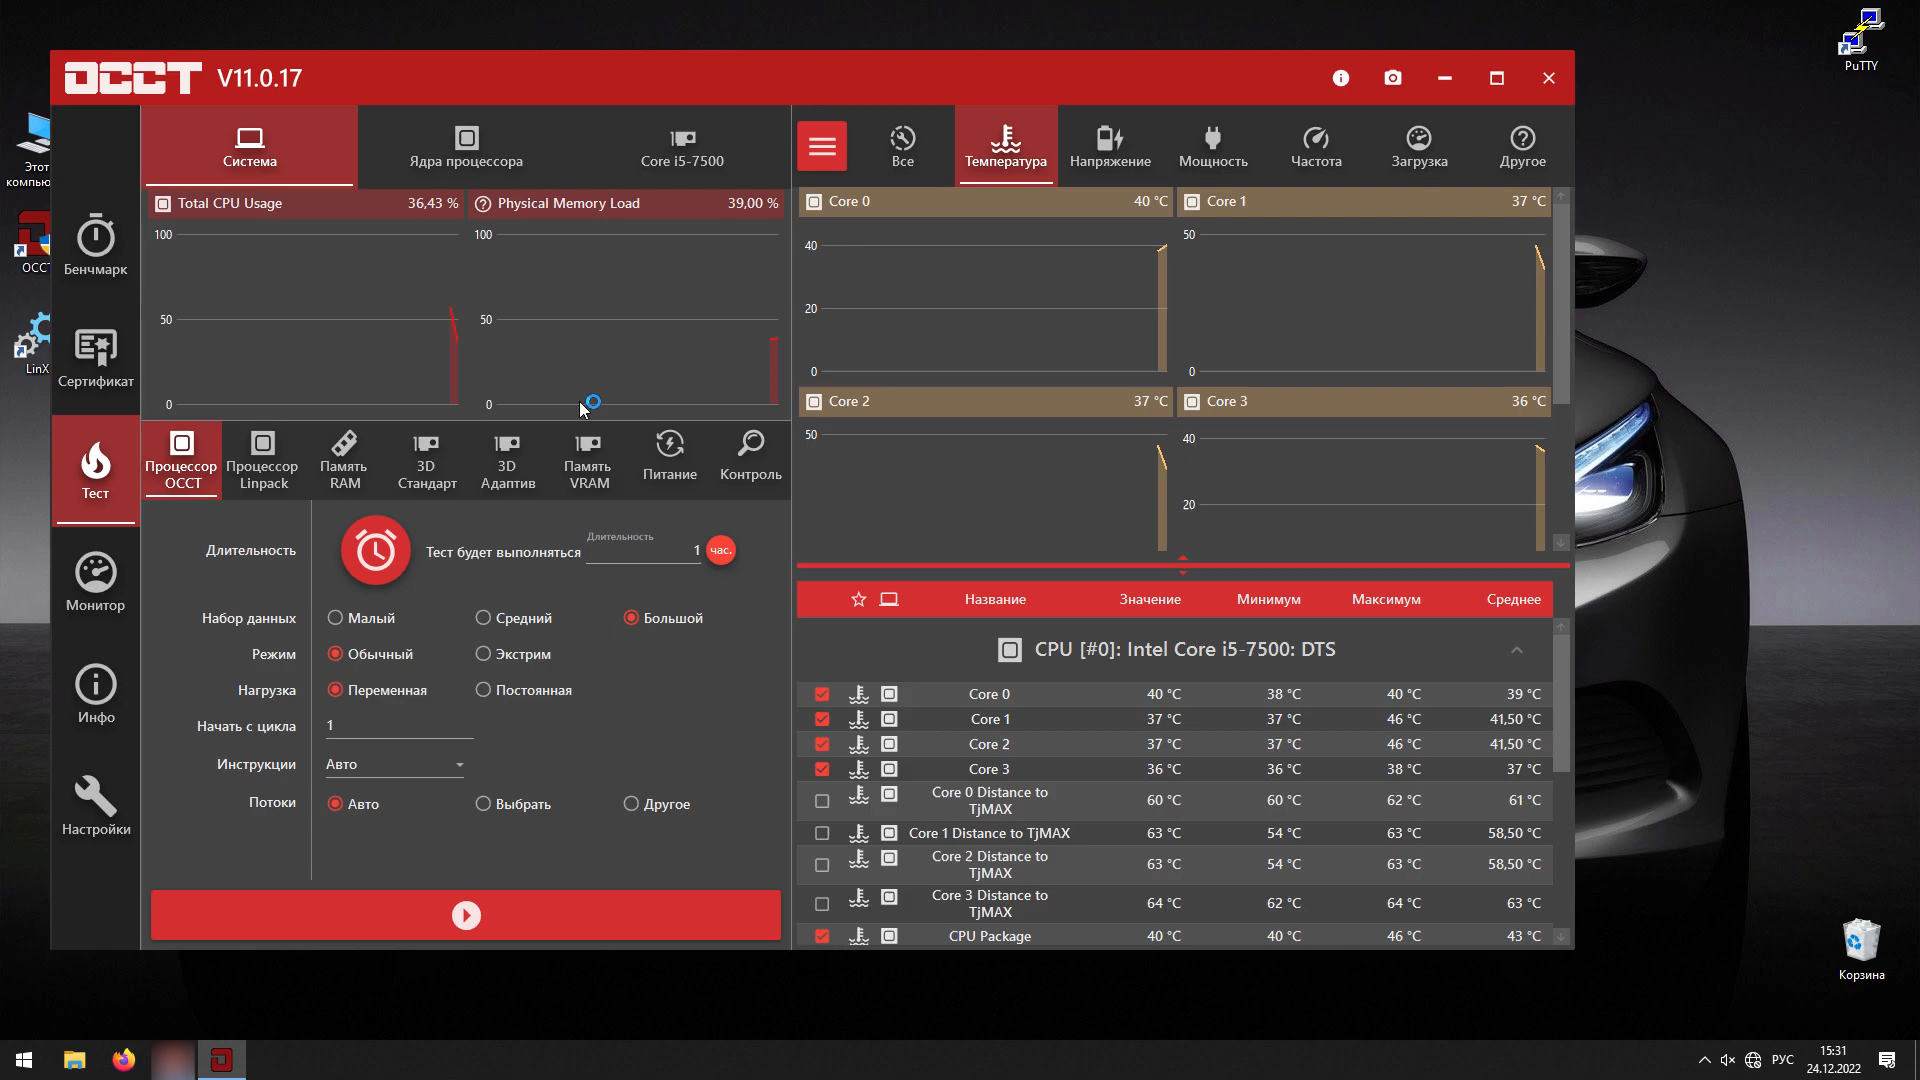 PuTTY
Этот
компью
OCCT
LinX
OCCT V11.0.17
Бенчмарк
Сертификат
Тест
Монитор
Инфо
Настройки
Система
Ядра процессора
Core i5-7500
Total CPU Usage 36,43 %
100
50
0
Physical Memory Load 39,00 %
100
50
0
Процессор
OCCT
Процессор
Linpack
Память
RAM
3D
Стандарт
3D
Адаптив
Память
VRAM
Питание
Контроль
Длительность
Тест будет выполняться
Длительность
1 час.
Набор данных Малый Средний Большой
Режим Обычный Экстрим
Нагрузка Переменная Постоянная
Начать с цикла 1
Инструкции Авто
Потоки Авто Выбрать Другое
Все
Температура
Напряжение
Мощность
Частота
Загрузка
Другое
Core 0 40 °C
40
20
0
Core 1 37 °C
50
0
Core 2 37 °C
50
Core 3 36 °C
40
20
Название Значение Минимум Максимум Среднее
CPU [#0]: Intel Core i5-7500: DTS
Core 0 40 °C 38 °C 40 °C 39 °C
Core 1 37 °C 37 °C 46 °C 41,50 °C
Core 2 37 °C 37 °C 46 °C 41,50 °C
Core 3 36 °C 36 °C 38 °C 37 °C
Core 0 Distance to
TjMAX 60 °C 60 °C 62 °C 61 °C
Core 1 Distance to TjMAX 63 °C 54 °C 63 °C 58,50 °C
Core 2 Distance to
TjMAX 63 °C 54 °C 63 °C 58,50 °C
Core 3 Distance to
TjMAX 64 °C 62 °C 64 °C 63 °C
CPU Package 40 °C 40 °C 46 °C 43 °C
Корзина
РУС
15:31
24.12.2022